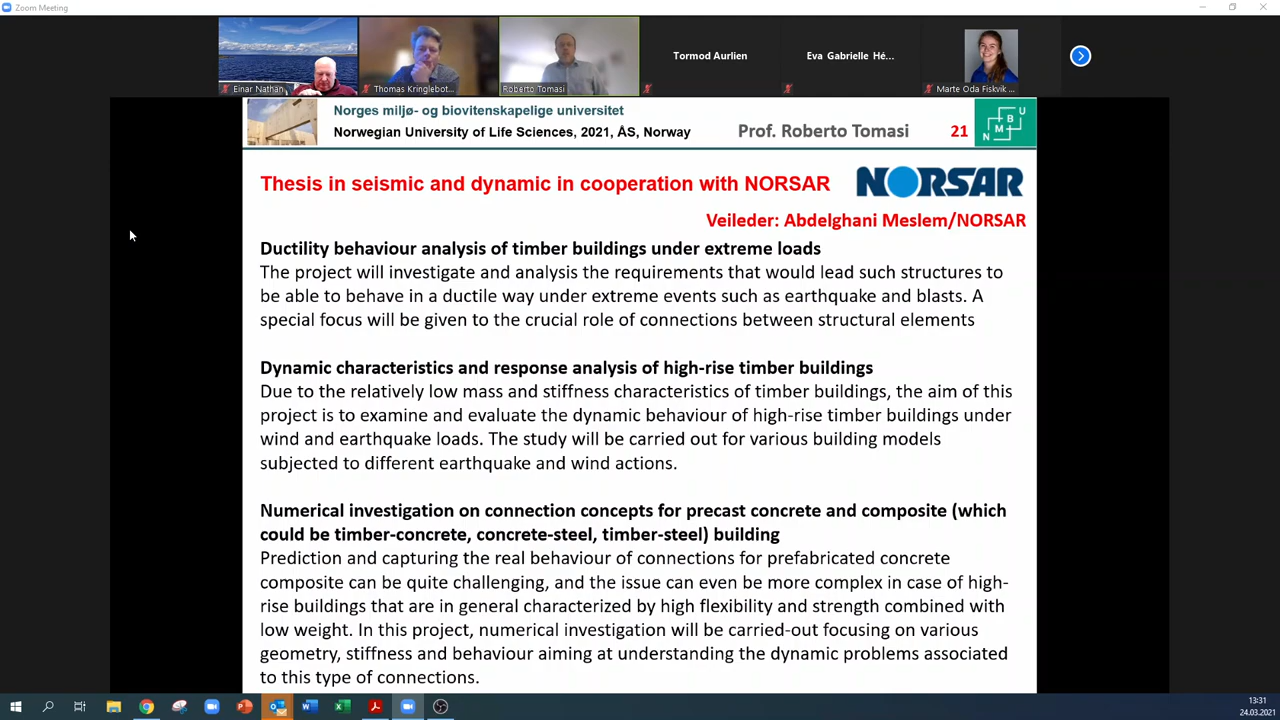 Zoom Meeting
Einar Nathan
Thomas Kringlebot...
Roberto Tomasi
Tormod Aurlien
Eva Gabrielle Hé...
Marte Oda Fiskvik ...
Norges miljø- og biovitenskapelige universitet
Norwegian University of Life Sciences, 2021, ÅS, Norway
Prof. Roberto Tomasi
21
N M B U
Thesis in seismic and dynamic in cooperation with NORSAR
NORSAR
Veileder: Abdelghani Meslem/NORSAR
Ductility behaviour analysis of timber buildings under extreme loads
The project will investigate and analysis the requirements that would lead such structures to
be able to behave in a ductile way under extreme events such as earthquake and blasts. A
special focus will be given to the crucial role of connections between structural elements
Dynamic characteristics and response analysis of high-rise timber buildings
Due to the relatively low mass and stiffness characteristics of timber buildings, the aim of this
project is to examine and evaluate the dynamic behaviour of high-rise timber buildings under
wind and earthquake loads. The study will be carried out for various building models
subjected to different earthquake and wind actions.
Numerical investigation on connection concepts for precast concrete and composite (which
could be timber-concrete, concrete-steel, timber-steel) building
Prediction and capturing the real behaviour of connections for prefabricated concrete
composite can be quite challenging, and the issue can even be more complex in case of high-
rise buildings that are in general characterized by high flexibility and strength combined with
low weight. In this project, numerical investigation will be carried-out focusing on various
geometry, stiffness and behaviour aiming at understanding the dynamic problems associated
to this type of connections.
13:31
24.03.2021